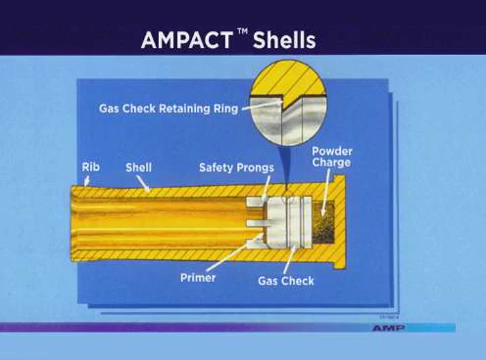 AMPACT™ Shells
Gas Check Retaining Ring
Powder
Charge
Rib
Shell
Safety Prongs
Primer
Gas Check
AMP